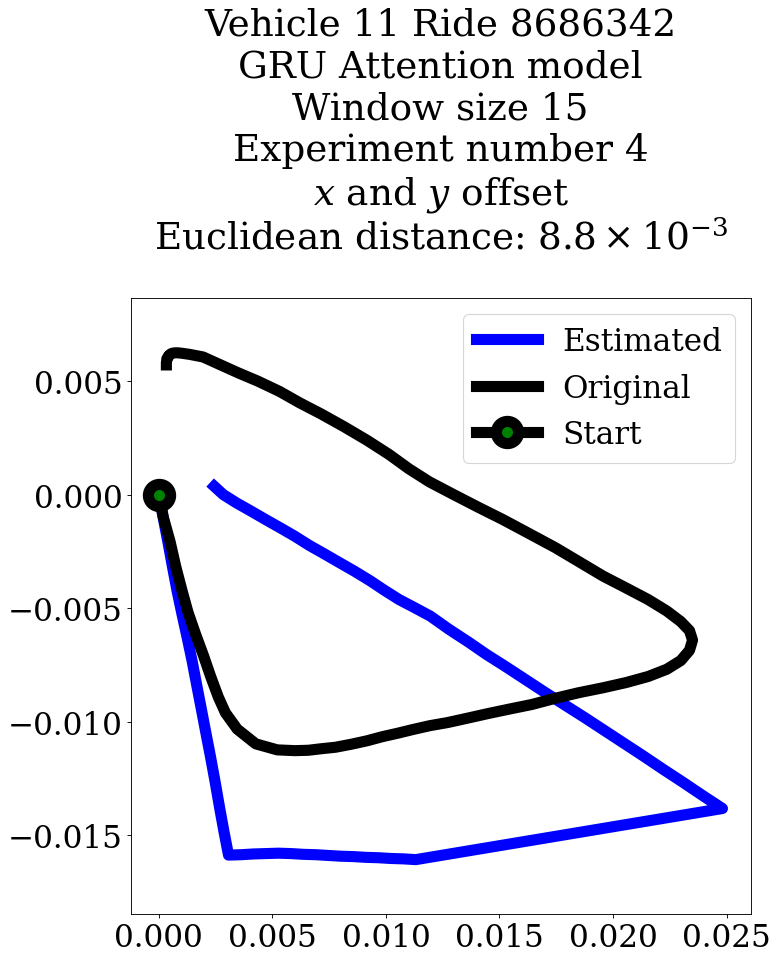 Vehicle 11 Ride 8686342
GRU Attention model
Window size 15
Experiment number 4
x and y offset
Euclidean distance: 8.8 × 10⁻³
Estimated
Original
Start
0.005
0.000
−0.005
−0.010
−0.015
0.000 0.005 0.010 0.015 0.020 0.025